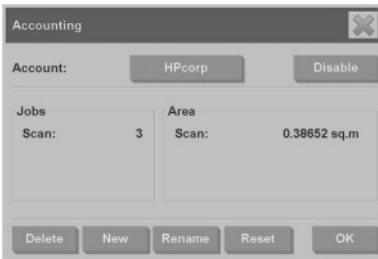 Accounting
Account: HPcorp Disable
Jobs Area
Scan: 3 Scan: 0.38652 sq.m
Delete New Rename Reset OK